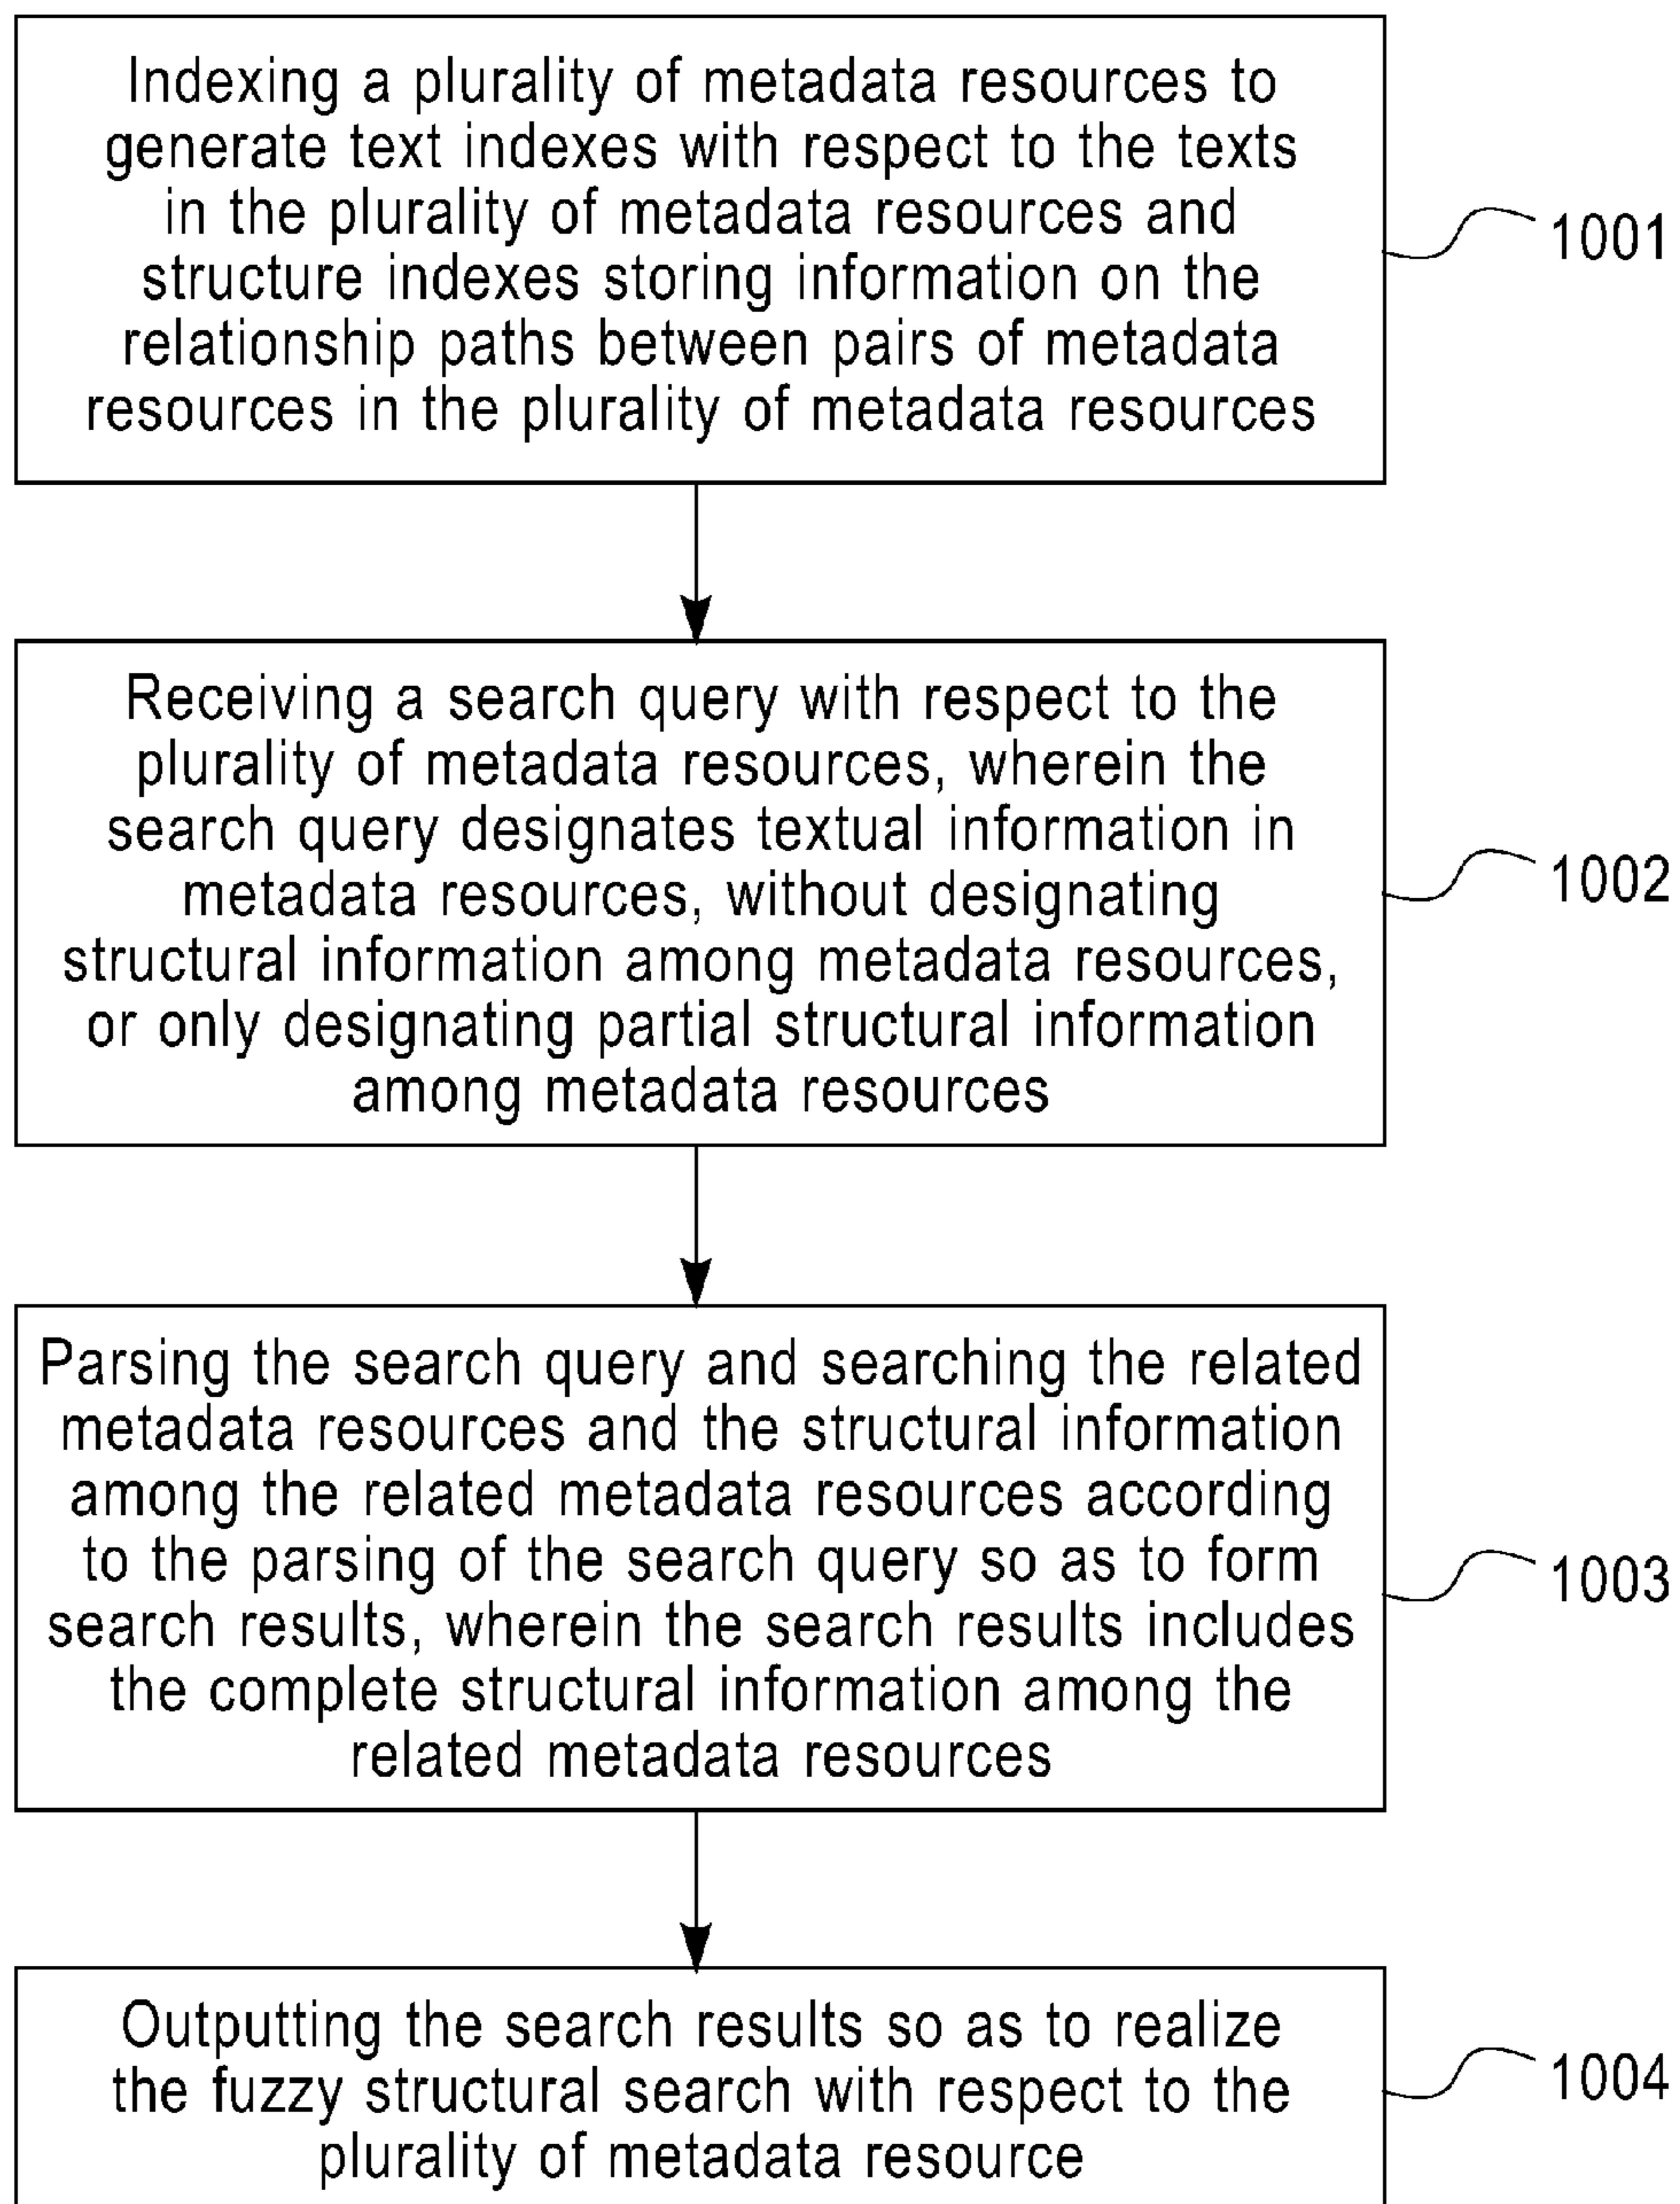 Indexing a plurality of metadata resources to
generate text indexes with respect to the texts
in the plurality of metadata resources and
structure indexes storing information on the
relationship paths between pairs of metadata
resources in the plurality of metadata resources
1001
Receiving a search query with respect to the
plurality of metadata resources, wherein the
search query designates textual information in
metadata resources, without designating
structural information among metadata resources,
or only designating partial structural information
among metadata resources
1002
Parsing the search query and searching the related
metadata resources and the structural information
among the related metadata resources according
to the parsing of the search query so as to form
search results, wherein the search results includes
the complete structural information among the
related metadata resources
1003
Outputting the search results so as to realize
the fuzzy structural search with respect to the
plurality of metadata resource
1004